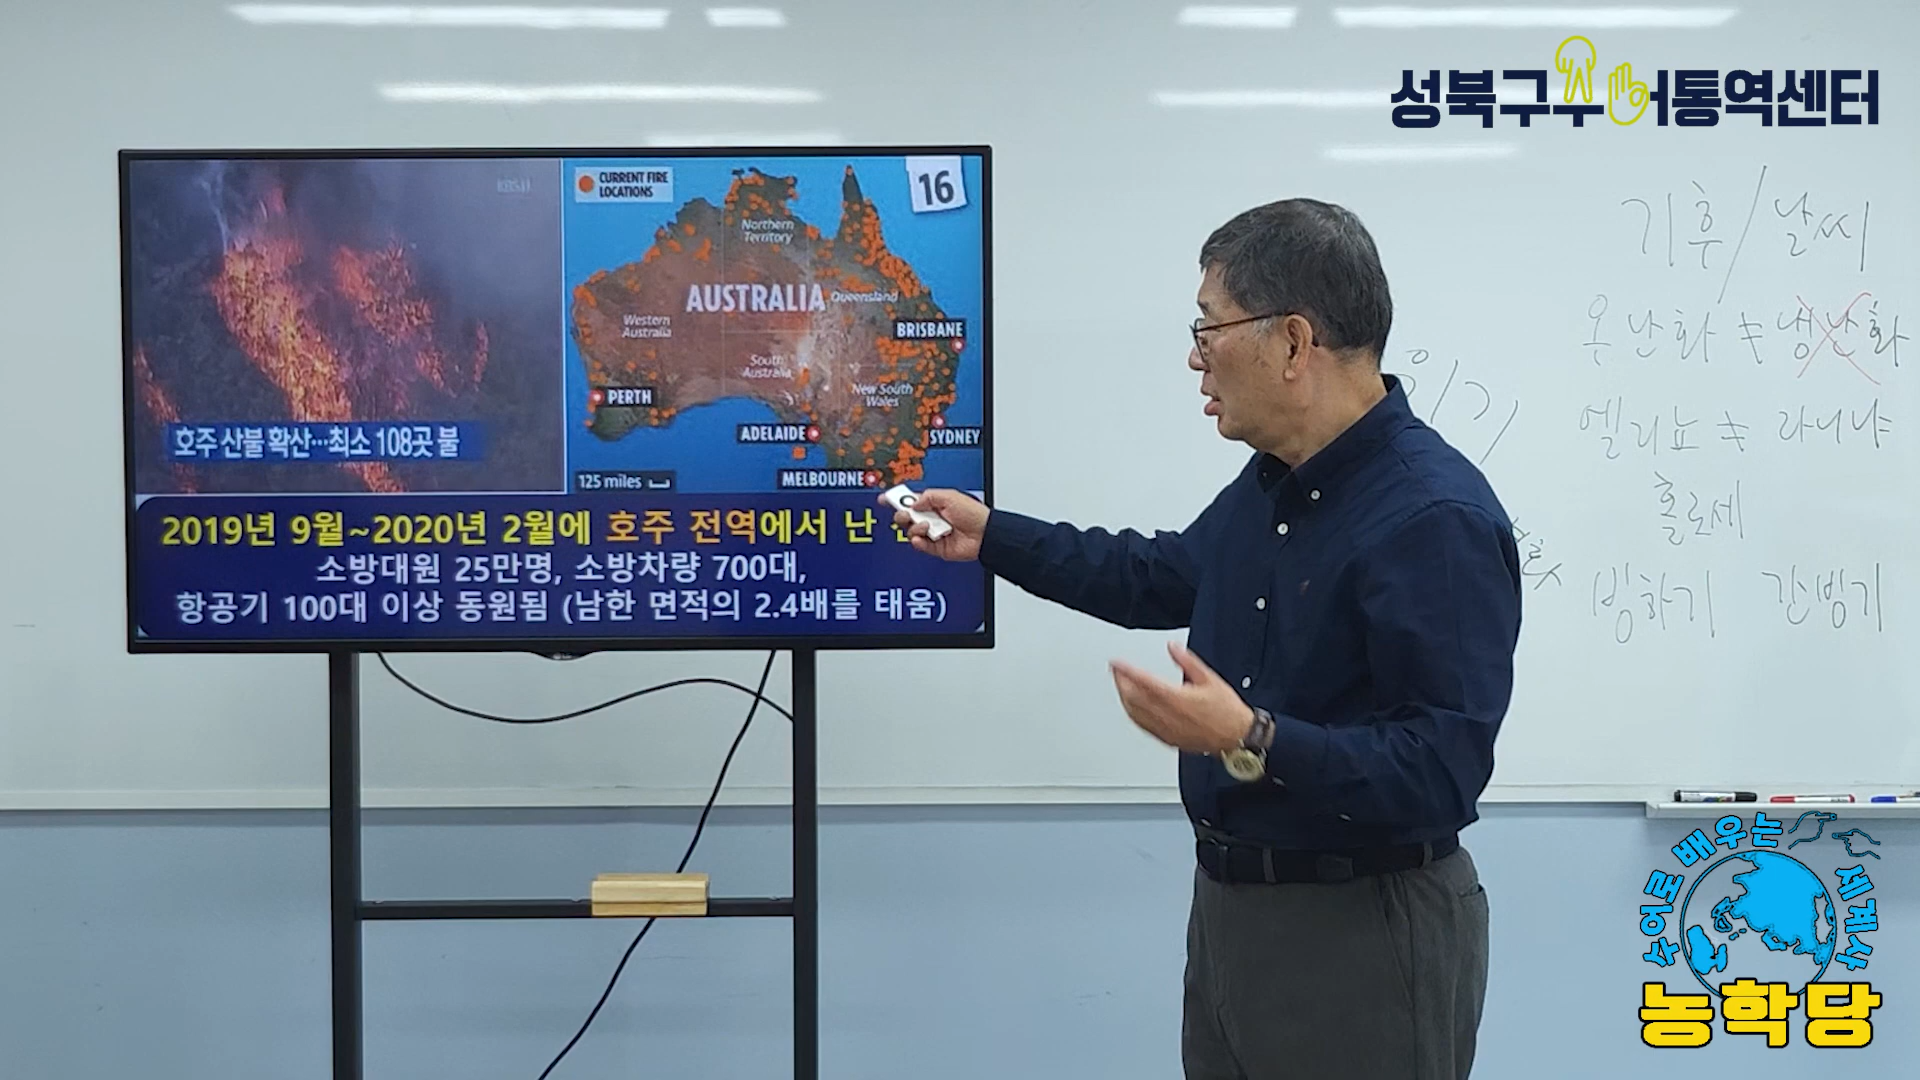 성북구수어통역센터
KBS1
호주 산불 확산…최소 108곳 불
CURRENT FIRE
LOCATIONS
16
Northern
Territory
AUSTRALIA
Queensland
Western
Australia
BRISBANE
South
Australia
New South
Wales
PERTH
ADELAIDE
SYDNEY
125 miles
MELBOURNE
2019년 9월~2020년 2월에 호주 전역에서 난
소방대원 25만명, 소방차량 700대,
항공기 100대 이상 동원됨 (남한 면적의 2.4배를 태움)
기후/날씨
온난화 ≠ 냉난화
엘리뇨 ≠ 라니냐
홀로세
빙하기 간빙기
수어로 배우는 세계사
농학당